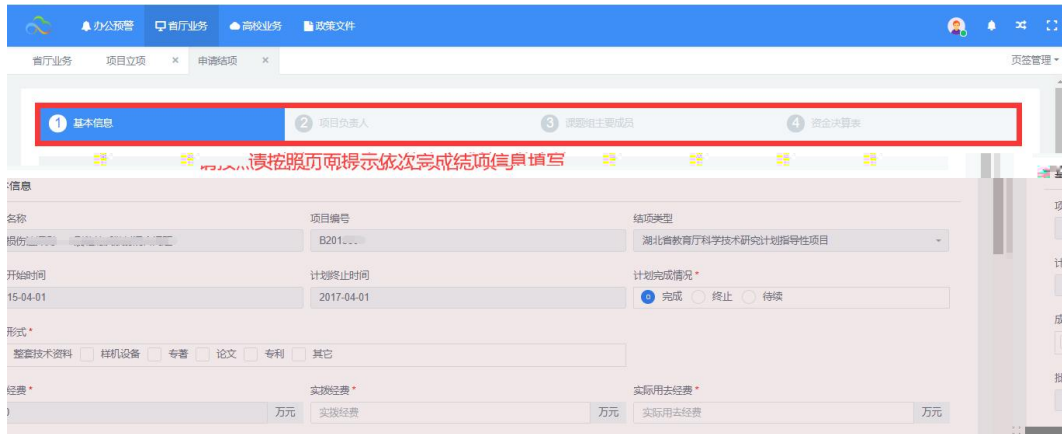 办公预警 省厅业务 高校业务 政策文件
省厅业务 项目立项 × 申请结项 × 页签管理
1 基本信息 2 项目负责人 3 课题组主要成员 4 资金决算表
请按照页面提示依次完成结项信息填写
信息
名称 项目编号 结项类型 项
B201 湖北省教育厅科学技术研究计划指导性项目
开始时间 计划终止时间 计划完成情况 * 计
15-04-01 2017-04-01 完成 终止 待续
形式 * 成
整套技术资料 样机设备 专著 论文 专利 其它
经费 * 实拨经费 * 实际用去经费 * 批
万元 实拨经费 万元 实际用去经费 万元